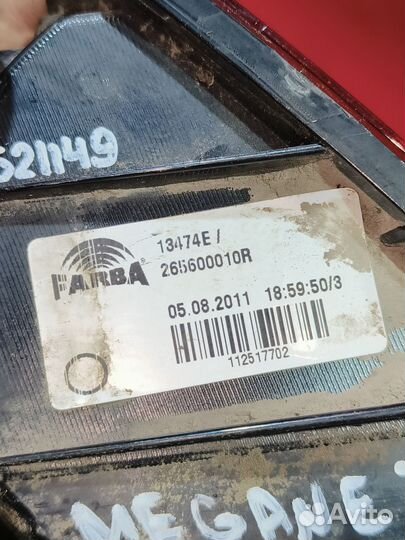 521149
FARBA®
13474E /
265600010R
05.08.2011 18:59:50/3
112517702
MEGANE
Avito